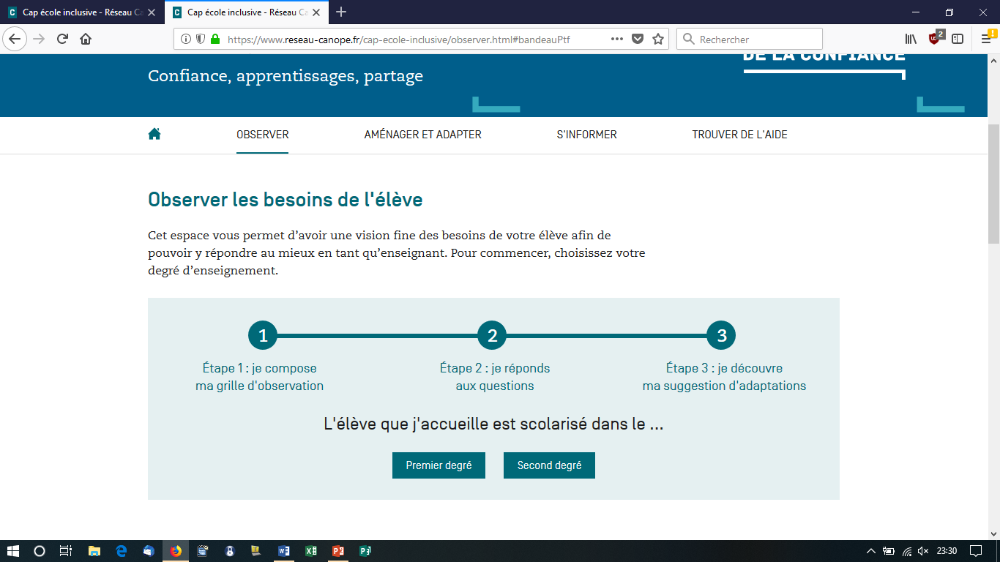 Cap école inclusive - Réseau Ca
Cap école inclusive - Réseau Ca
https://www.reseau-canope.fr/cap-ecole-inclusive/observer.html#bandeauPtf
Rechercher
2
DE LA CONFIANCE
Confiance, apprentissages, partage
OBSERVER
AMÉNAGER ET ADAPTER
S'INFORMER
TROUVER DE L'AIDE
Observer les besoins de l'élève
Cet espace vous permet d’avoir une vision fine des besoins de votre élève afin de
pouvoir y répondre au mieux en tant qu’enseignant. Pour commencer, choisissez votre
degré d’enseignement.
1
2
3
Étape 1 : je compose
ma grille d'observation
Étape 2 : je réponds
aux questions
Étape 3 : je découvre
ma suggestion d'adaptations
L'élève que j'accueille est scolarisé dans le ...
Premier degré
Second degré
23:30